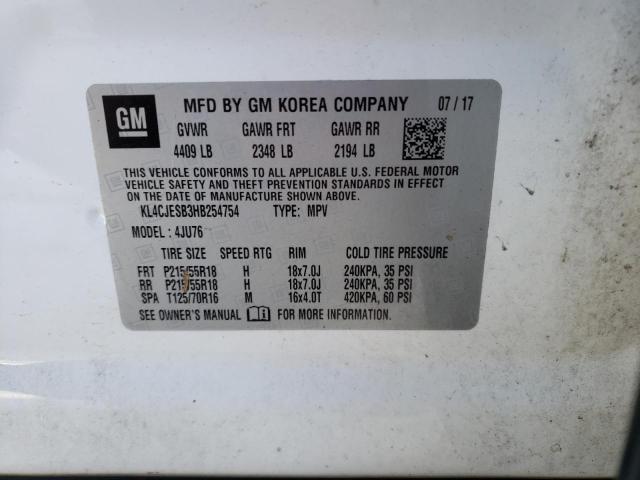 GM
MFD BY GM KOREA COMPANY 07/17
GVWR GAWR FRT GAWR RR
4409 LB 2348 LB 2194 LB
THIS VEHICLE CONFORMS TO ALL APPLICABLE U.S. FEDERAL MOTOR
VEHICLE SAFETY AND THEFT PREVENTION STANDARDS IN EFFECT
ON THE DATE OF MANUFACTURE SHOWN ABOVE.
KL4CJESB3HB254754 TYPE: MPV
MODEL: 4JU76
TIRE SIZE SPEED RTG RIM COLD TIRE PRESSURE
FRT P215/55R18 H 18x7.0J 240KPA, 35 PSI
RR P215/55R18 H 18x7.0J 240KPA, 35 PSI
SPA T125/70R16 M 16x4.0T 420KPA, 60 PSI
SEE OWNER'S MANUAL FOR MORE INFORMATION.